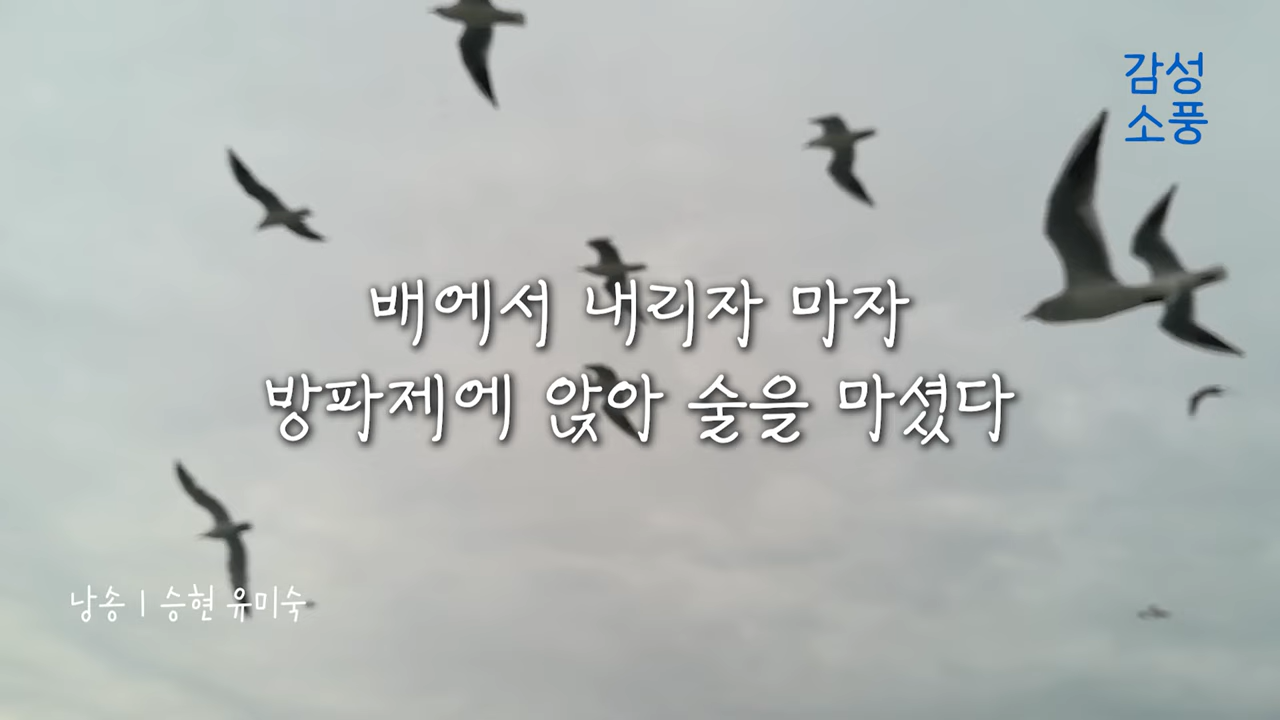 감성
소풍
배에서 내리자 마자
방파제에 앉아 술을 마셨다
낭송 | 승현 유미숙